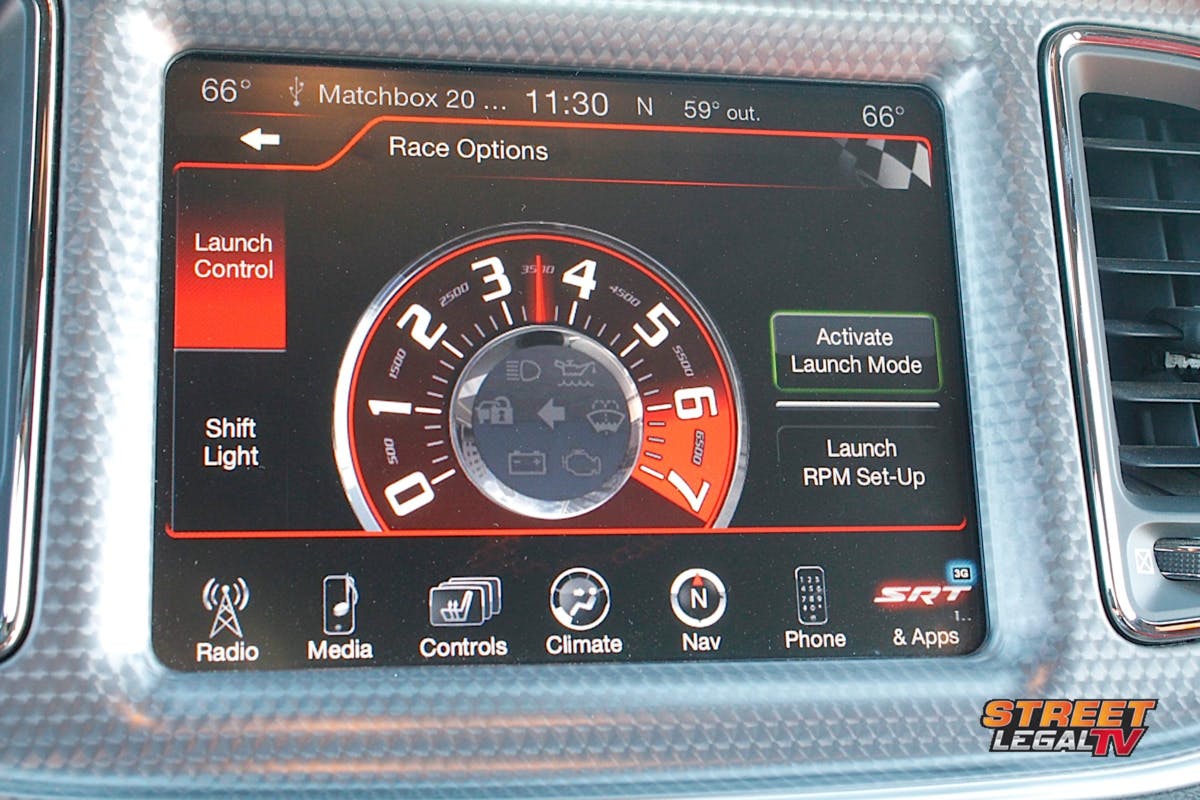 66° Matchbox 20 ... 11:30 N 59° out. 66°
Race Options
Launch
Control
Shift
Light
0
500
1
1500
2
2500
3
3500
4
4500
5
5500
6
6500
7
Activate
Launch Mode
Launch
RPM Set-Up
Radio
Media
Controls
Climate
N
Nav
Phone
3G
SRT
1..
& Apps
STREET
LEGALTV